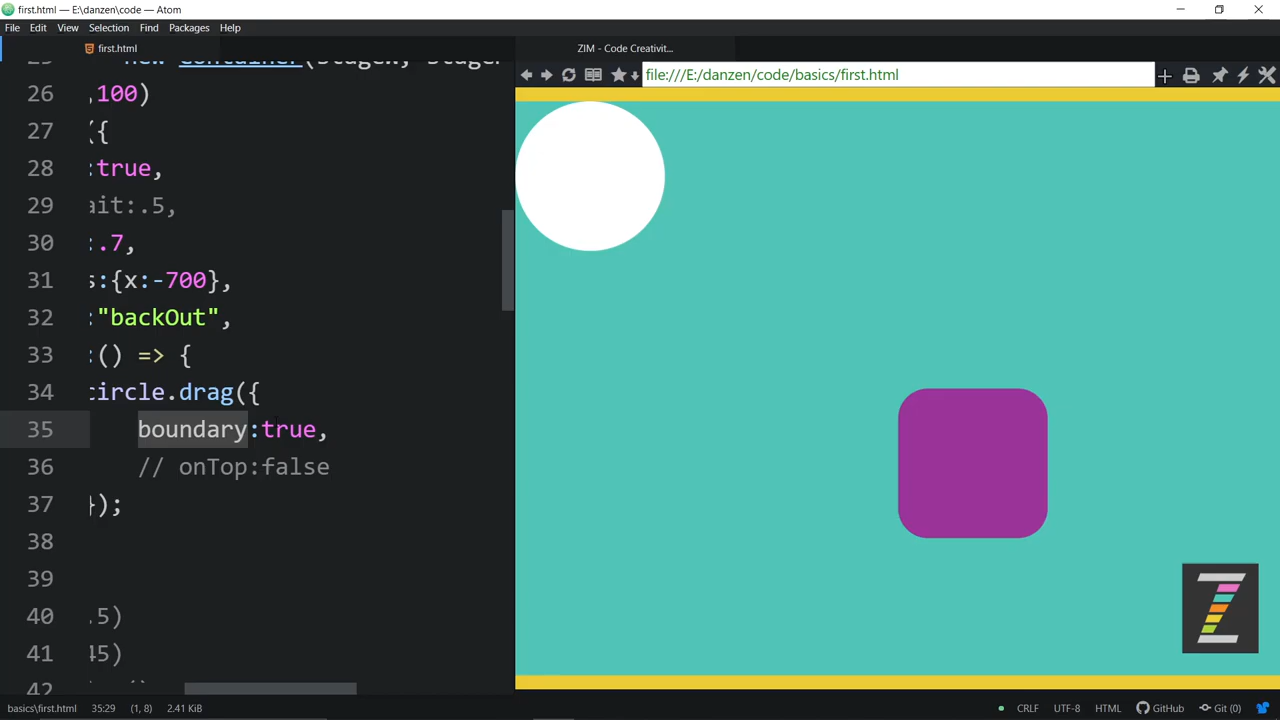 first.html — E:\danzen\code — Atom
File Edit View Selection Find Packages Help
first.html
ZIM - Code Creativit...
file:///E:/danzen/code/basics/first.html
26 ,100)
27 ({
28 :true,
29 ait:.5,
30 :.7,
31 s:{x:-700},
32 :"backOut",
33 :() => {
34 circle.drag({
35 boundary:true,
36 // onTop:false
37 });
38
39
40 .5)
41 45)
42
basics\first.html 35:29 (1, 8) 2.41 KiB CRLF UTF-8 HTML GitHub Git (0)